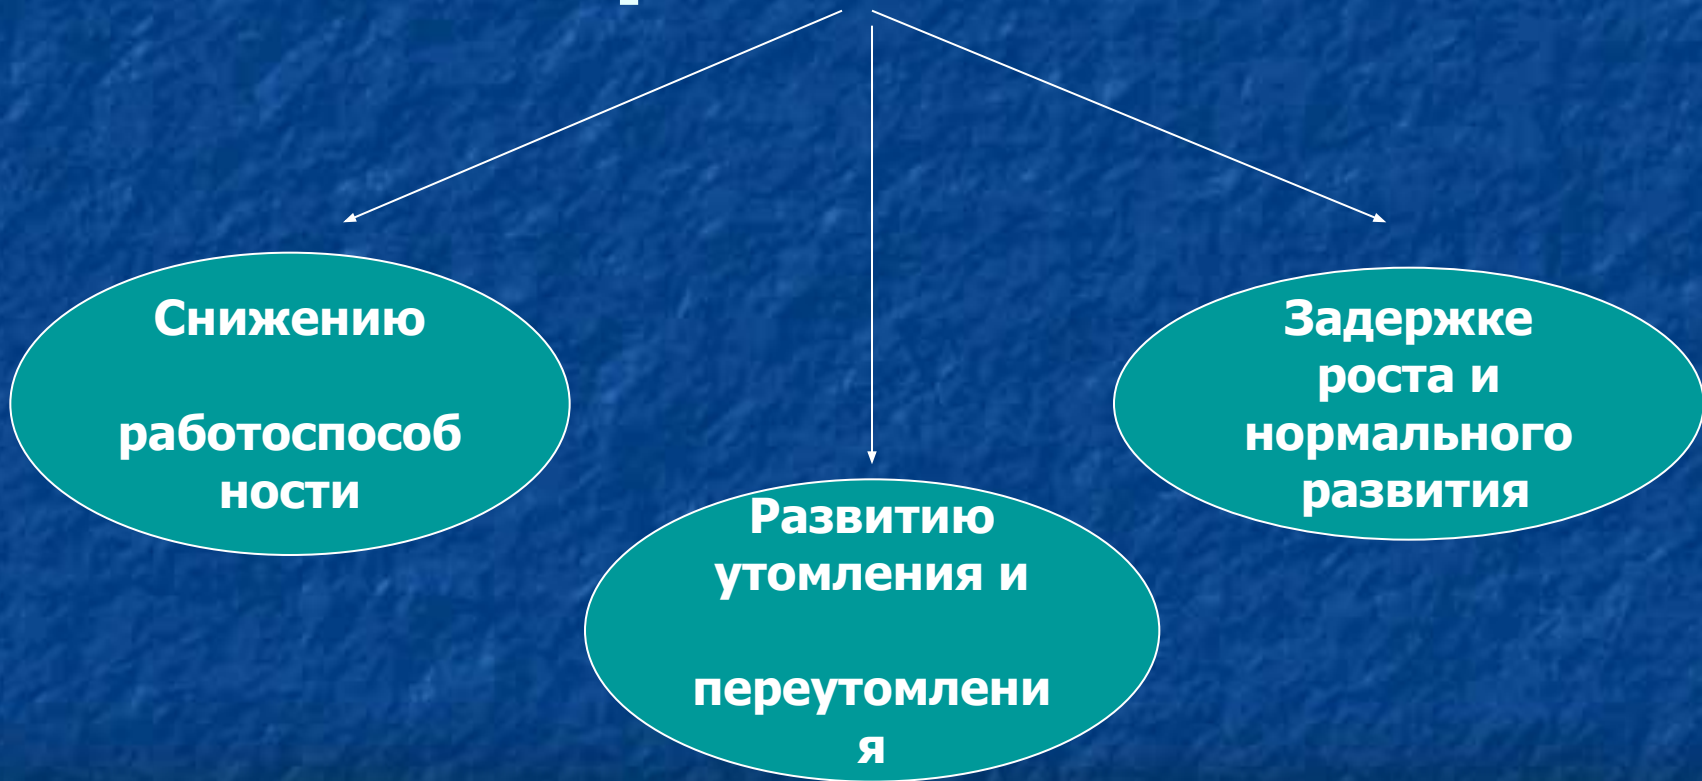 Снижению
работоспособ
ности
Развитию
утомления и
переутомлени
я
Задержке
роста и
нормального
развития